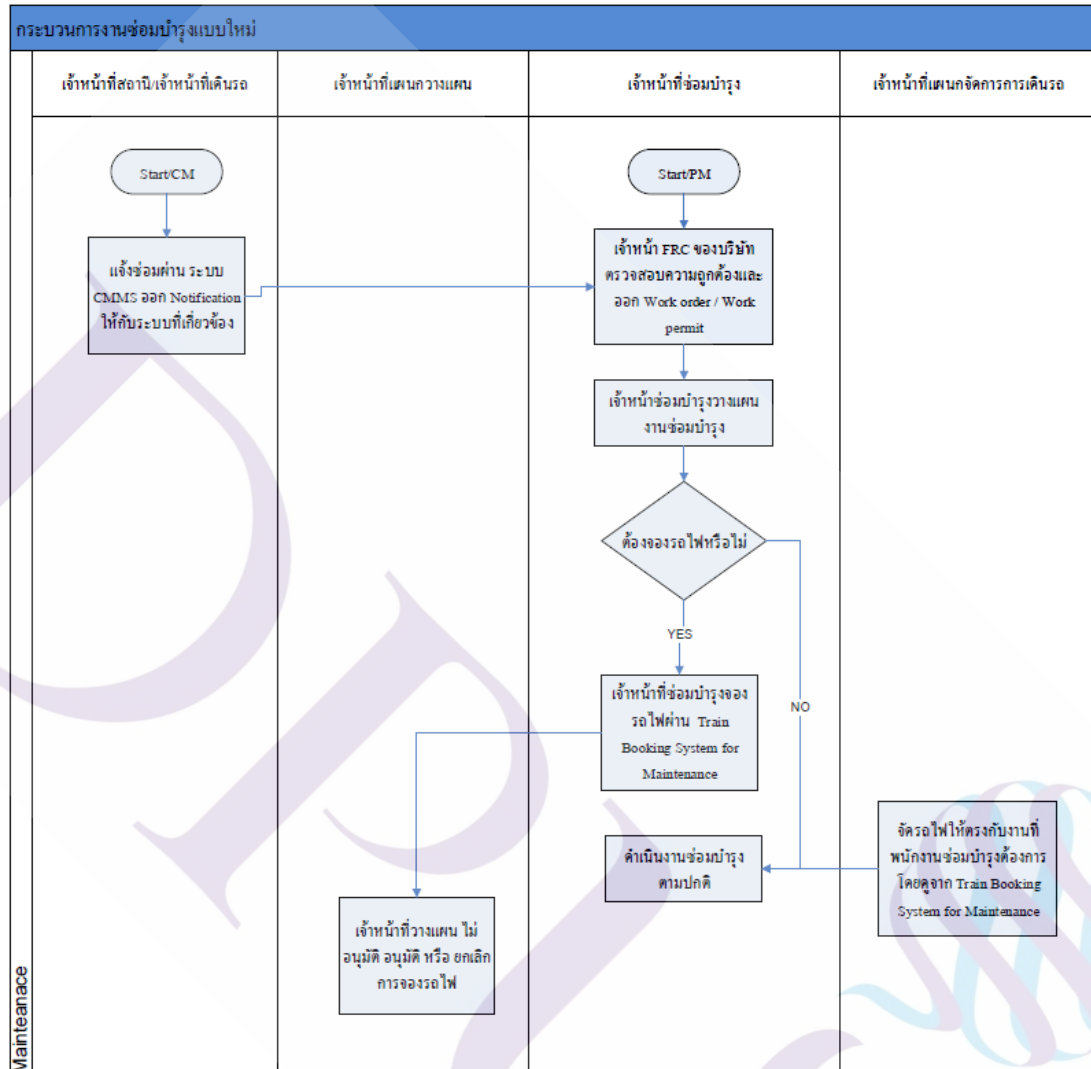 กระบวนการงานซ่อมบำรุงแบบใหม่
เจ้าหน้าที่สถานี/เจ้าหน้าที่เดินรถ
เจ้าหน้าที่แผนกวางแผน
เจ้าหน้าที่ซ่อมบำรุง
เจ้าหน้าที่แผนกจัดการการเดินรถ
Start/CM
Start/PM
แจ้งซ่อมผ่าน ระบบ
CMMS ออก Notification
ให้กับระบบที่เกี่ยวข้อง
เจ้าหน้า FRC ของบริษัท
ตรวจสอบความถูกต้องและ
ออก Work order / Work
permit
เจ้าหน้าซ่อมบำรุงวางแผน
งานซ่อมบำรุง
ต้องจองรถไฟหรือไม่
YES
NO
เจ้าหน้าที่ซ่อมบำรุงจอง
รถไฟผ่าน Train
Booking System for
Maintenance
จัดรถไฟให้ตรงกับงานที่
พนักงานซ่อมบำรุงต้องการ
โดยดูจาก Train Booking
System for Maintenance
ดำเนินงานซ่อมบำรุง
ตามปกติ
เจ้าหน้าที่วางแผน ไม่
อนุมัติ อนุมัติ หรือ ยกเลิก
การจองรถไฟ
Mainteanace